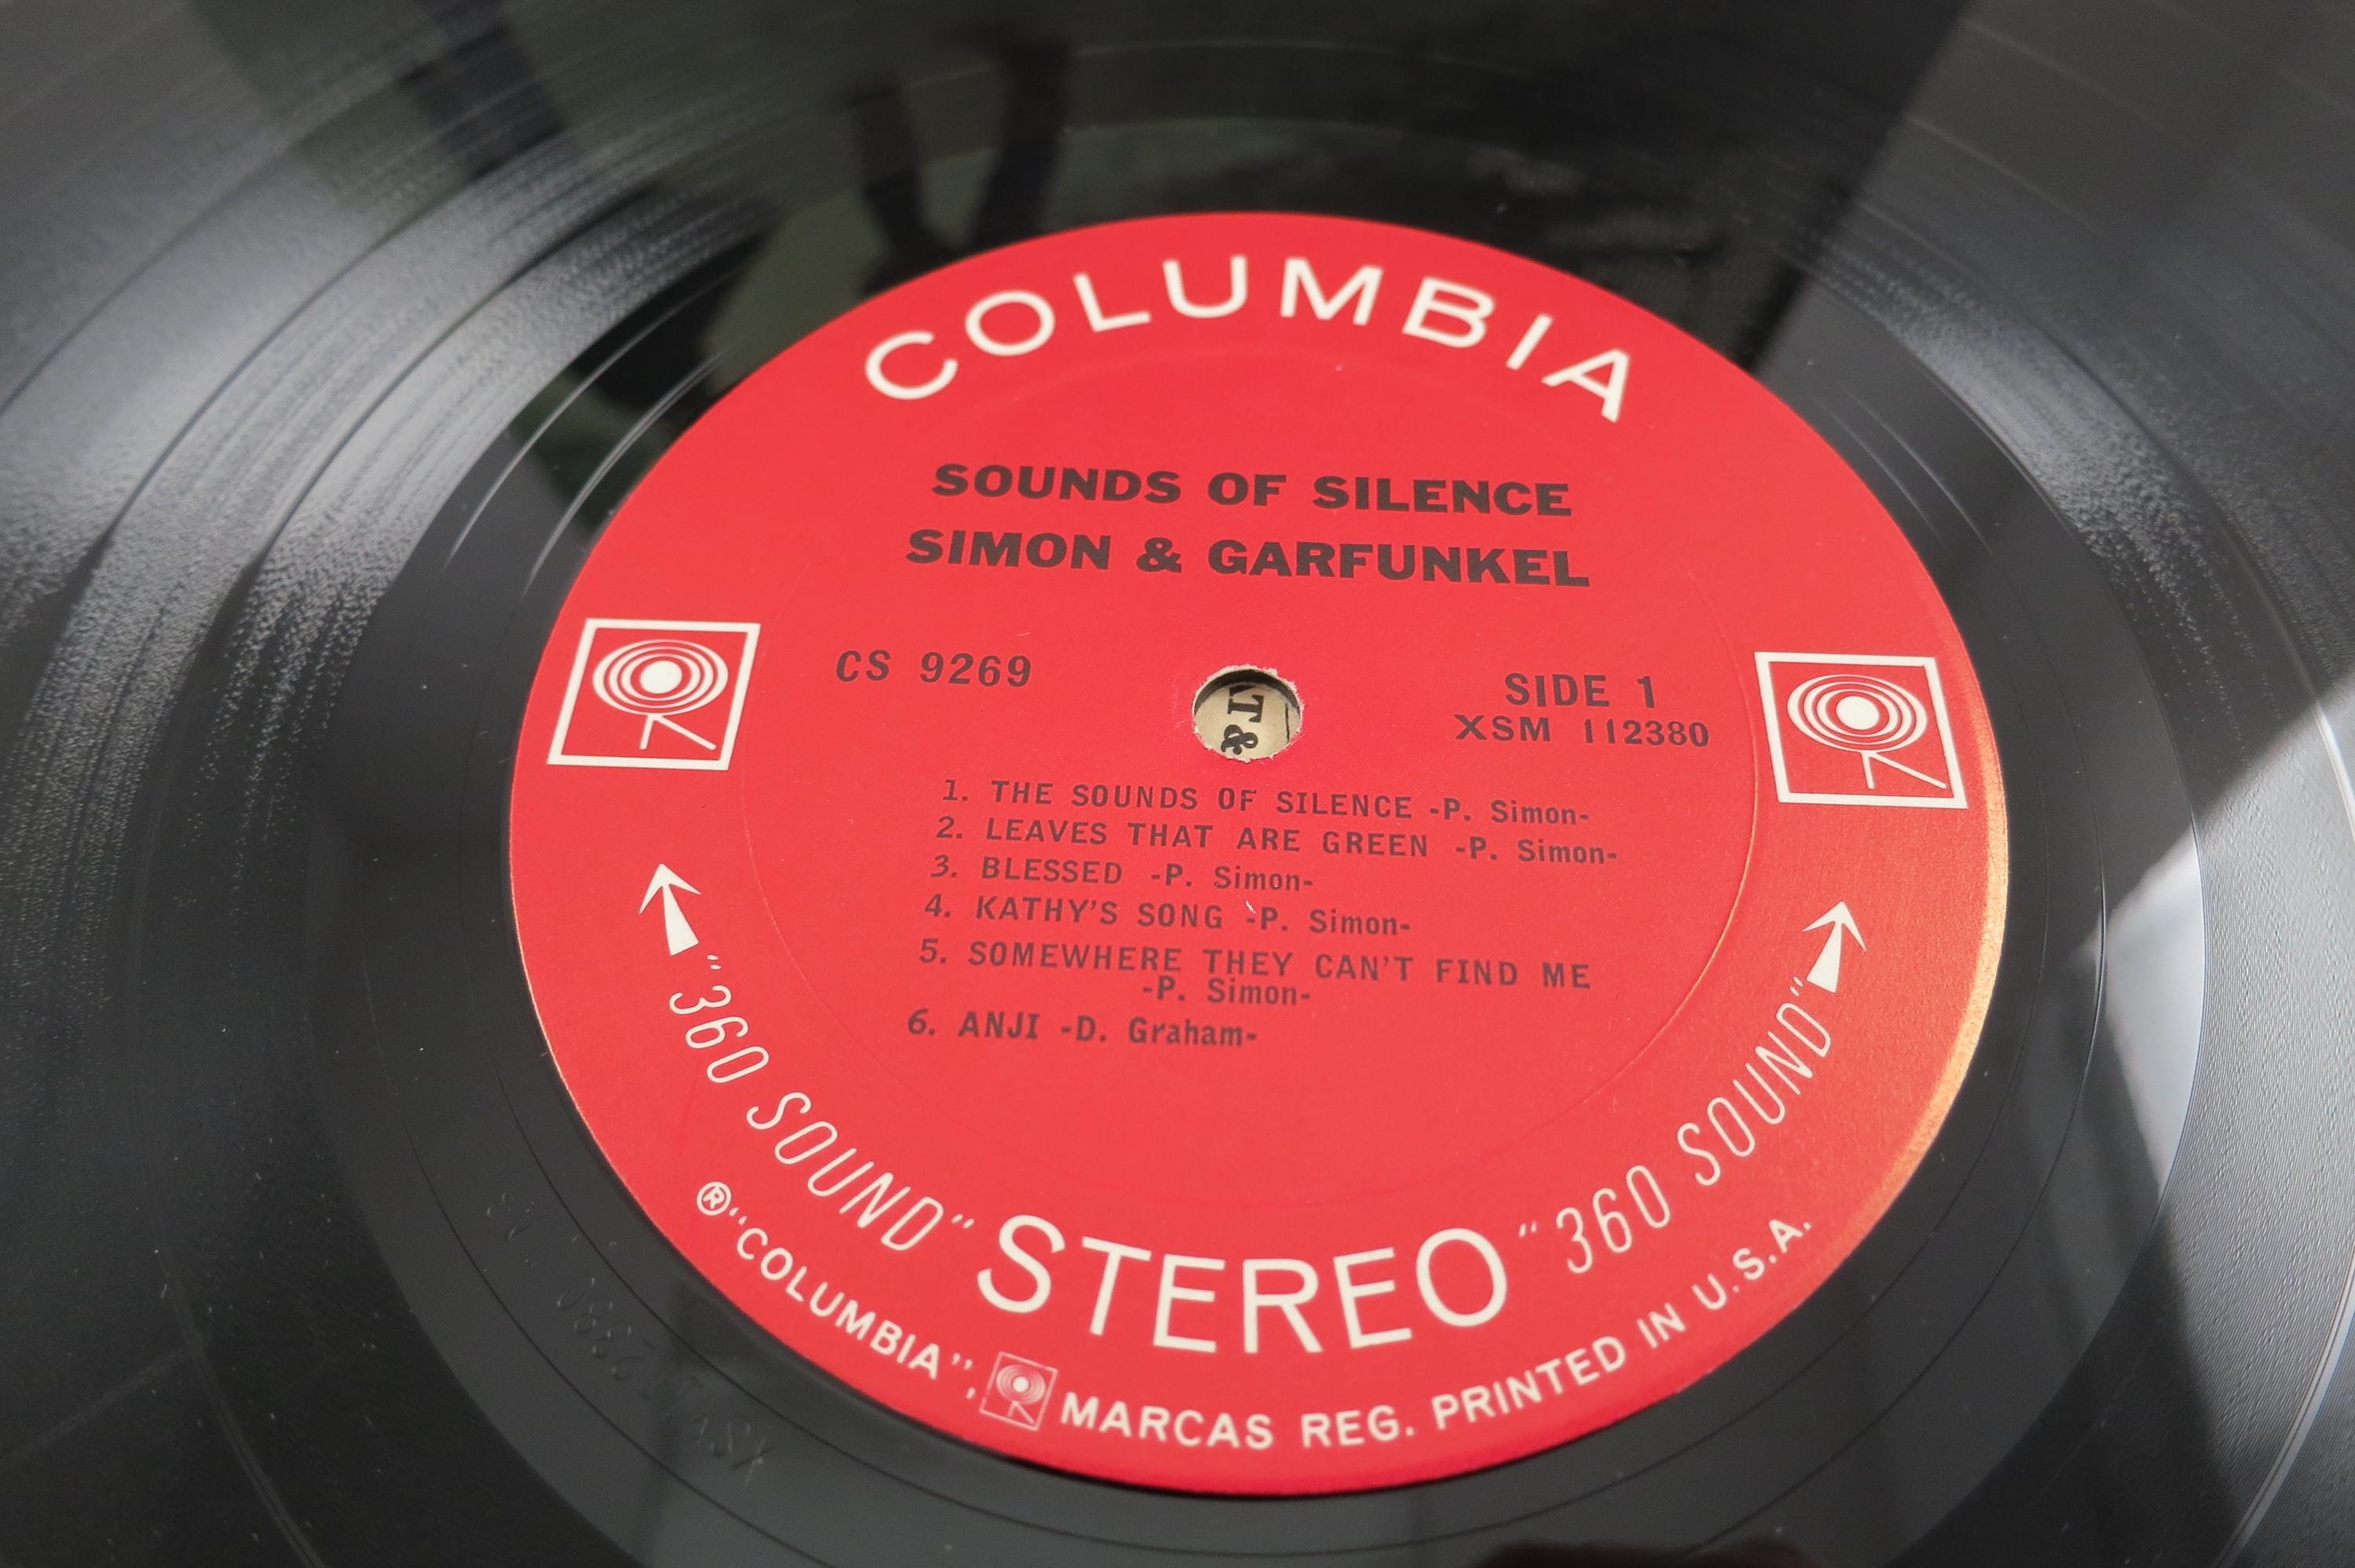 COLUMBIA
SOUNDS OF SILENCE
SIMON & GARFUNKEL
CS 9269
SIDE 1
XSM 112380
T&
1. THE SOUNDS OF SILENCE -P. Simon-
2. LEAVES THAT ARE GREEN -P. Simon-
3. BLESSED -P. Simon-
4. KATHY'S SONG -P. Simon-
5. SOMEWHERE THEY CAN'T FIND ME
-P. Simon-
6. ANJI -D. Graham-
"360 SOUND" STEREO "360 SOUND"
®"COLUMBIA", MARCAS REG. PRINTED IN U.S.A.